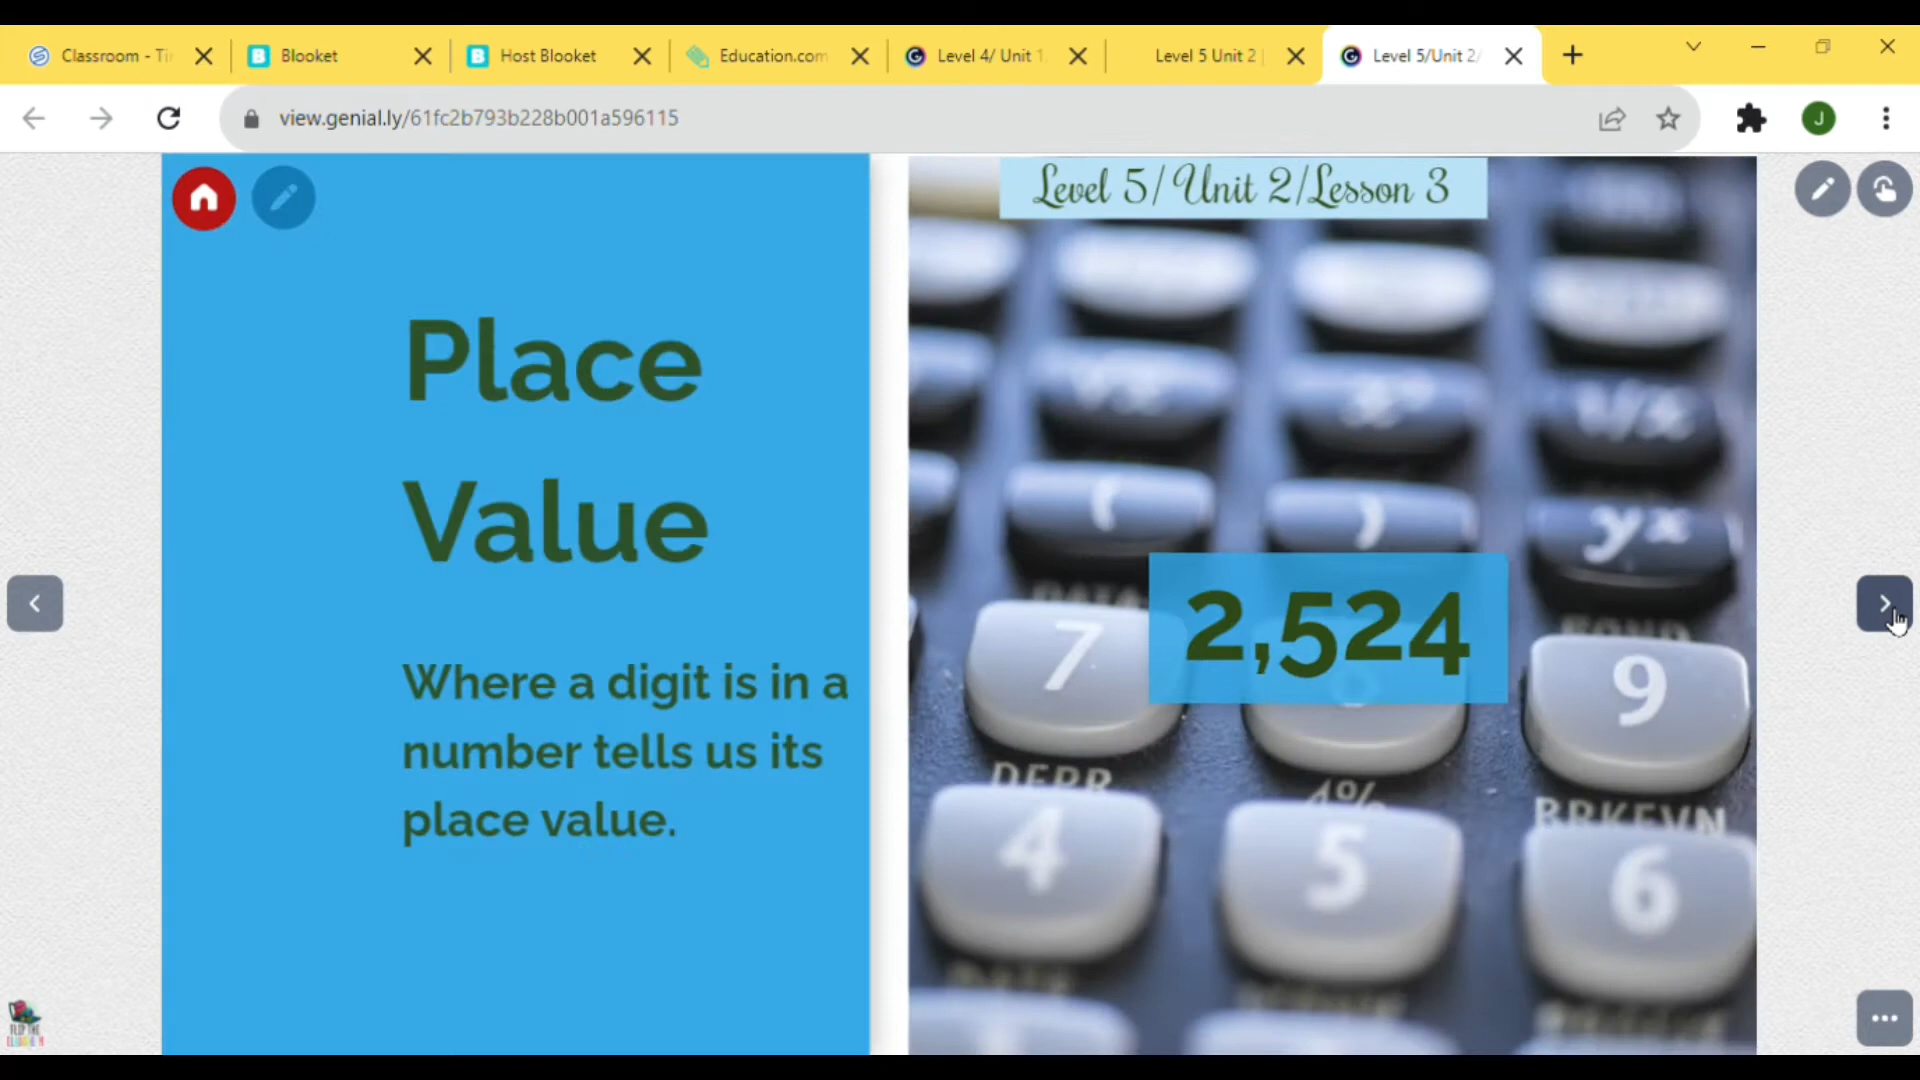 Classroom - Ti
Blooket
Host Blooket
Education.com
Level 4/ Unit 1
Level 5 Unit 2
Level 5/Unit 2/
view.genial.ly/61fc2b793b228b001a596115
J
Level 5/Unit 2/Lesson 3
Place
Value
Where a digit is in a
number tells us its
place value.
( ) yx
2,524
7 9
BRKEVN
4 5 6